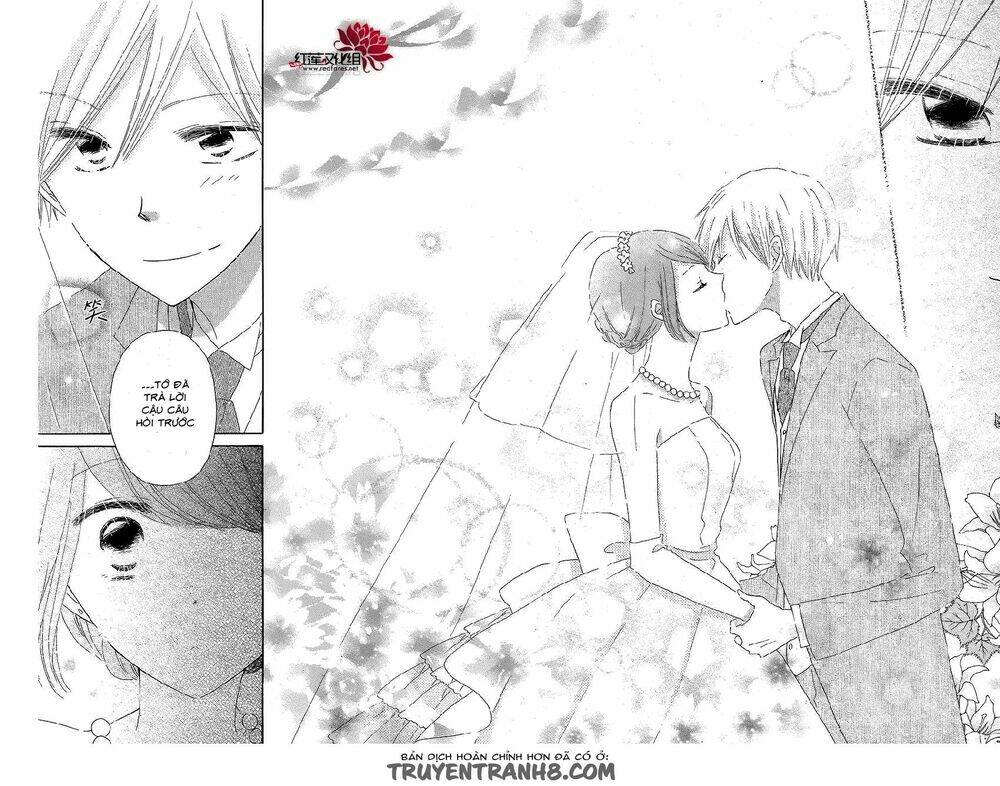 红莲汉化组
www.redfores.net
笑
...TỚ ĐÃ
TRẢ LỜI
CẬU CÂU
HỎI TRƯỚC
BẢN DỊCH HOÀN CHỈNH HƠN ĐÃ CÓ Ở:
TRUYENTRANH8.COM